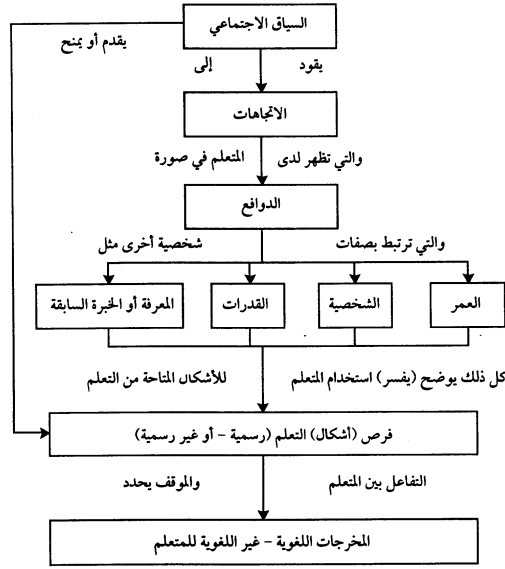 السياق الاجتماعي
يقدم أو يمنح
يقود إلى
الاتجاهات
والتي تظهر لدى المتعلم في صورة
الدوافع
والتي ترتبط بصفات شخصية أخرى مثل
العمر الشخصية القدرات المعرفة أو الخبرة السابقة
كل ذلك يوضح (يفسر) استخدام المتعلم للأشكال المتاحة من التعلم
فرص (أشكال) التعلم (رسمية – أو غير رسمية)
التفاعل بين المتعلم والموقف يحدد
المخرجات اللغوية – غير اللغوية للمتعلم